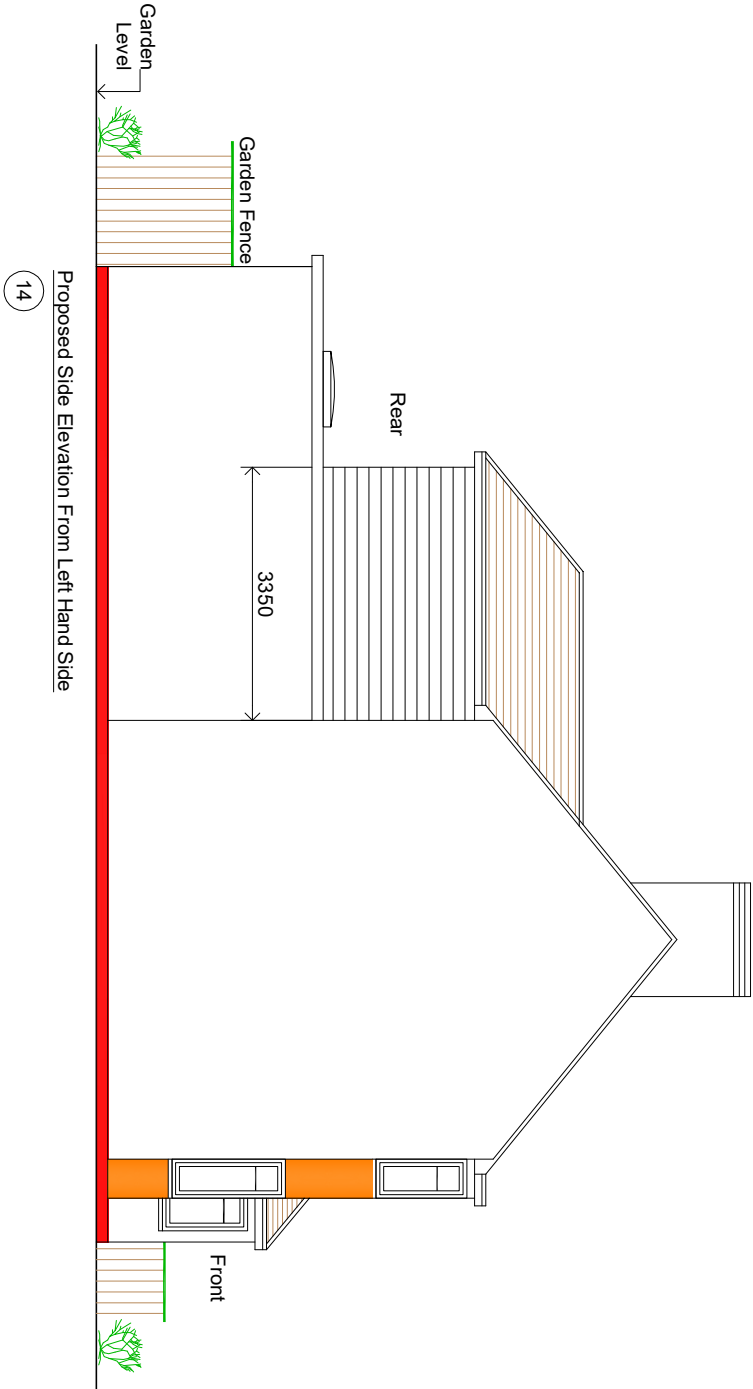 Garden
Level
Garden Fence
Rear
3350
Front
Proposed Side Elevation From Left Hand Side
14